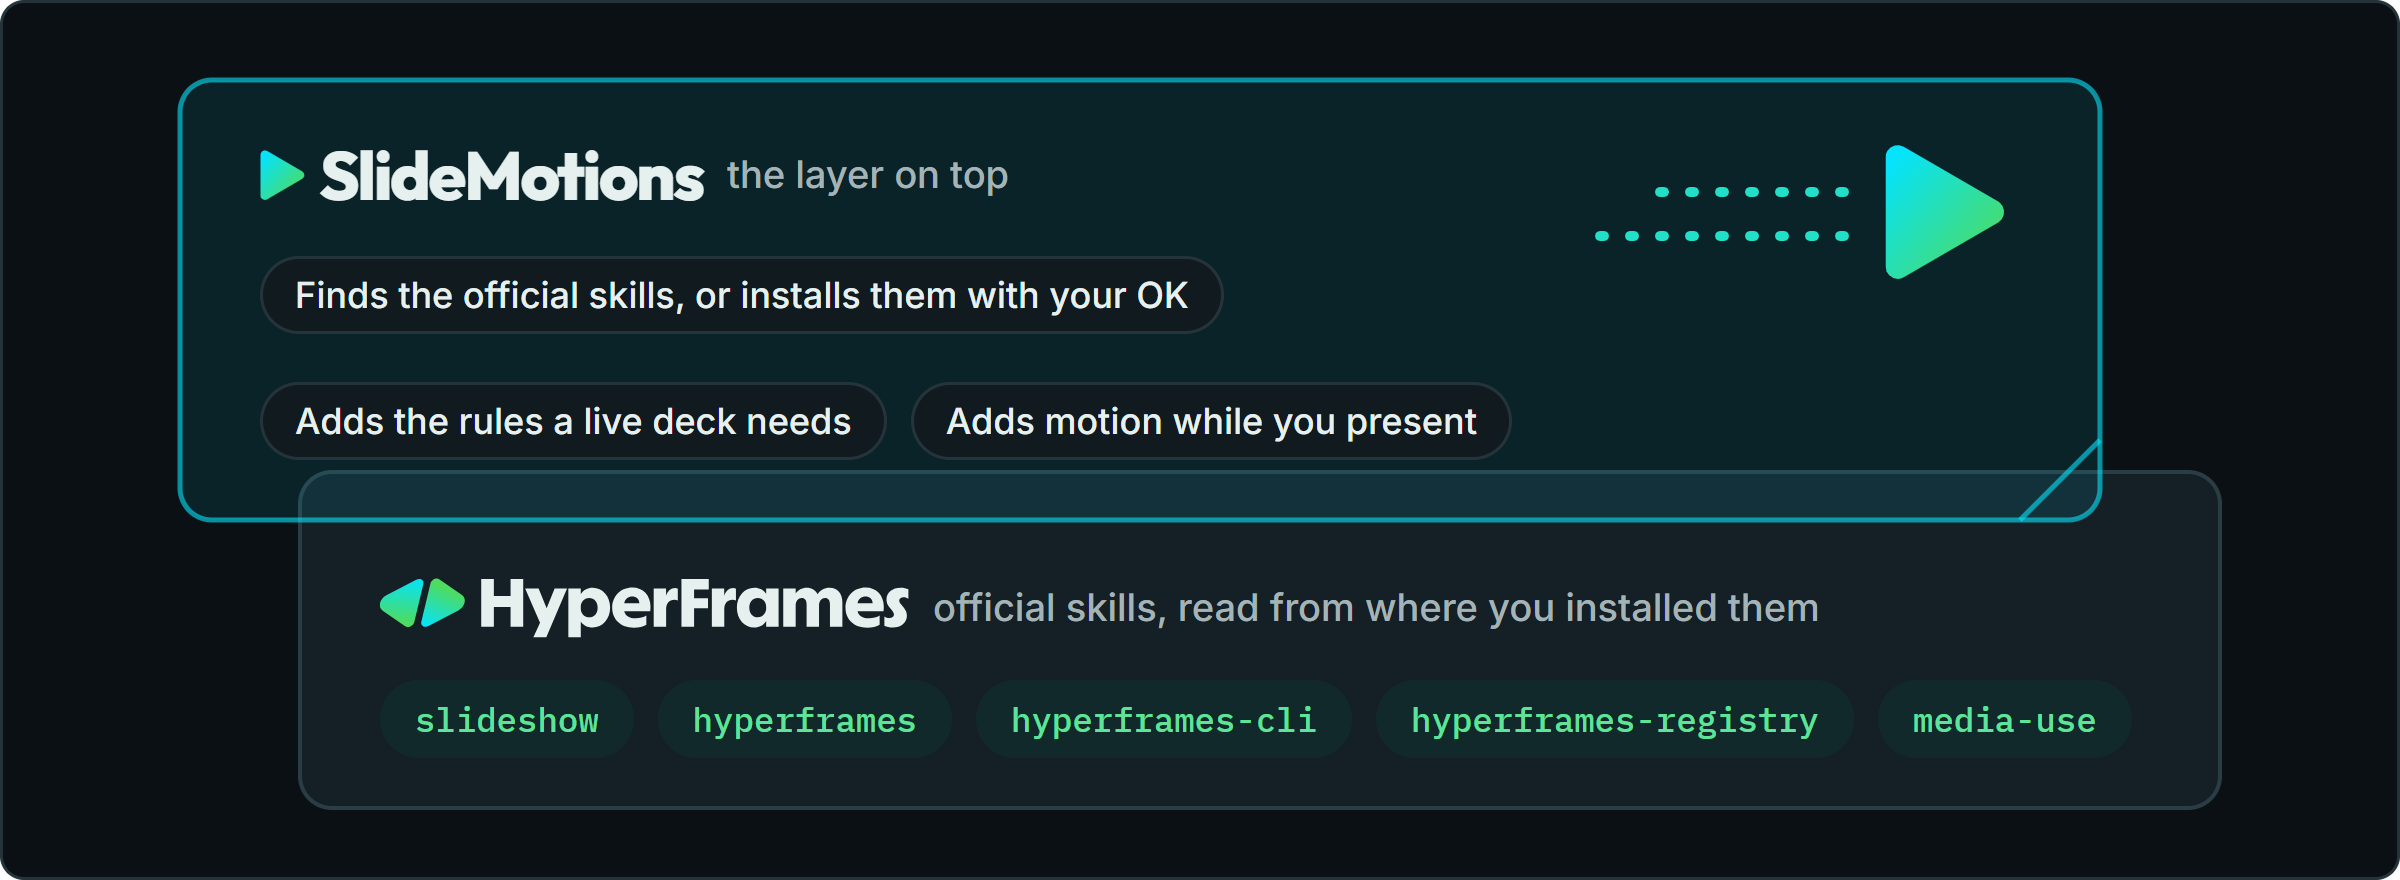 SlideMotions the layer on top
Finds the official skills, or installs them with your OK
Adds the rules a live deck needs
Adds motion while you present
HyperFrames official skills, read from where you installed them
slideshow hyperframes hyperframes-cli hyperframes-registry media-use